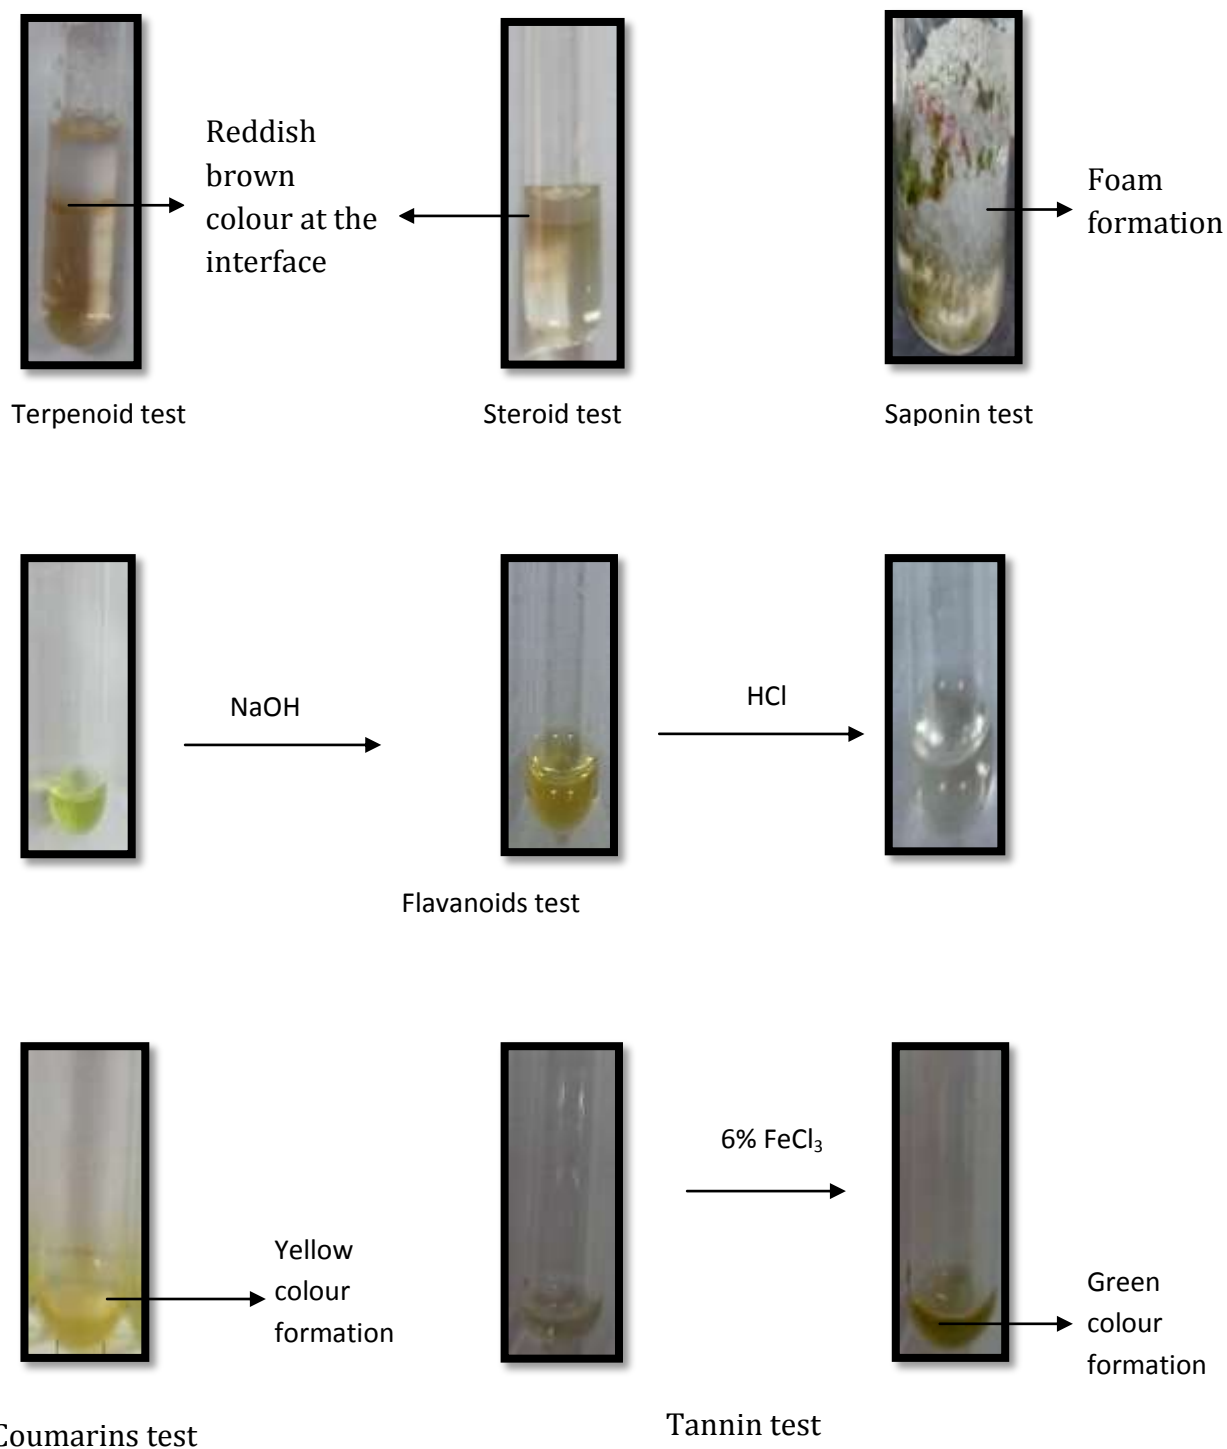 Reddish
brown
colour at the
interface
Foam
formation
Terpenoid test
Steroid test
Saponin test
NaOH
HCl
Flavanoids test
6% FeCl₃
Yellow
colour
formation
Green
colour
formation
Coumarins test
Tannin test